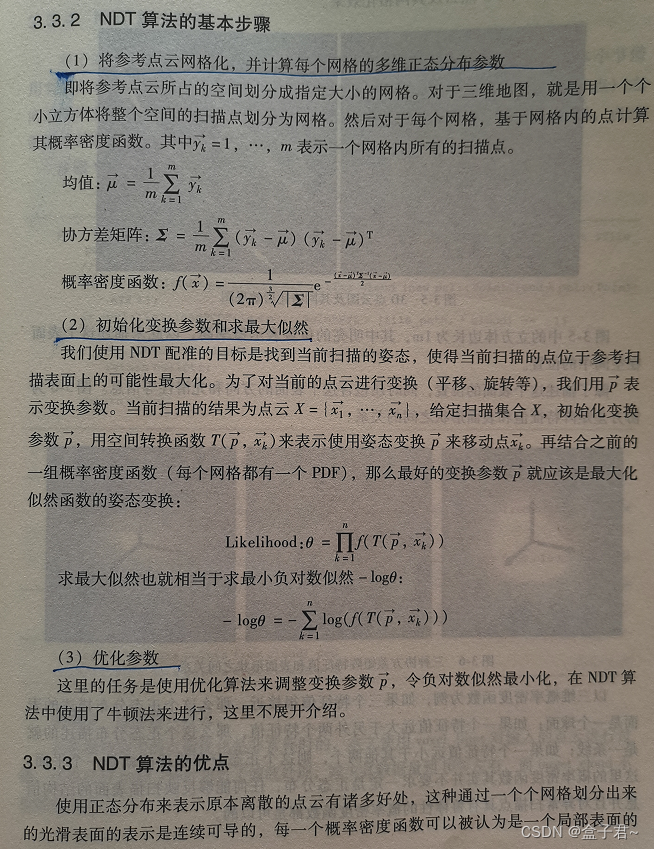 3.3.2 NDT 算法的基本步骤
(1) 将参考点云网格化，并计算每个网格的多维正态分布参数
即将参考点云所占的空间划分成指定大小的网格。对于三维地图，就是用一个个
小立方体将整个空间的扫描点划分为网格。然后对于每个网格，基于网格内的点计算
其概率密度函数。其中$\vec{y_k}=1, \cdots, m$ 表示一个网格内所有的扫描点。
均值: $\vec{\mu}=\frac{1}{m}\sum_{k=1}^{m}\vec{y_k}$
协方差矩阵: $\boldsymbol{\Sigma}=\frac{1}{m}\sum_{k=1}^{m}(\vec{y_k}-\vec{\mu})(\vec{y_k}-\vec{\mu})^{\mathrm{T}}$
概率密度函数: $f(\vec{x})=\frac{1}{(2\pi)^{\frac{3}{2}}\sqrt{|\boldsymbol{\Sigma}|}}\mathrm{e}^{-\frac{(\vec{x}-\vec{\mu})^{\mathrm{T}}\Sigma^{-1}(\vec{x}-\vec{\mu})}{2}}$
(2) 初始化变换参数和求最大似然
我们使用 NDT 配准的目标是找到当前扫描的姿态，使得当前扫描的点位于参考扫
描表面上的可能性最大化。为了对当前的点云进行变换（平移、旋转等），我们用 $\vec{p}$ 表
示变换参数。当前扫描的结果为点云 $X=\{\vec{x_1}, \cdots, \vec{x_n}\}$，给定扫描集合 X，初始化变换
参数 $\vec{p}$，用空间转换函数 $T(\vec{p}, \vec{x_k})$来表示使用姿态变换 $\vec{p}$ 来移动点$\vec{x_k}$。再结合之前的
一组概率密度函数（每个网格都有一个 PDF），那么最好的变换参数 $\vec{p}$ 就应该是最大化
似然函数的姿态变换：
Likelihood: $\theta=\prod_{k=1}^{n}f(T(\vec{p}, \vec{x_k}))$
求最大似然也就相当于求最小负对数似然 $-\log\theta$:
$-\log\theta=-\sum_{k=1}^{n}\log(f(T(\vec{p}, \vec{x_k})))$
(3) 优化参数
这里的任务是使用优化算法来调整变换参数 $\vec{p}$，令负对数似然最小化，在 NDT 算
法中使用了牛顿法来进行，这里不展开介绍。
3.3.3 NDT 算法的优点
使用正态分布来表示原本离散的点云有诸多好处，这种通过一个个网格划分出来
的光滑表面的表示是连续可导的，每一个概率密度函数可以被认为是一个局部表面的
CSDN @盒子君~